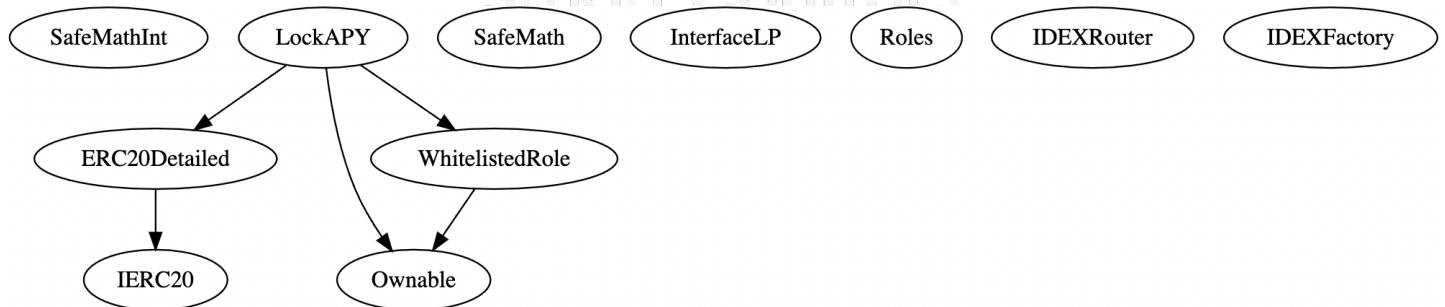 SafeMathInt LockAPY SafeMath InterfaceLP Roles IDEXRouter IDEXFactory
ERC20Detailed WhitelistedRole
IERC20 Ownable